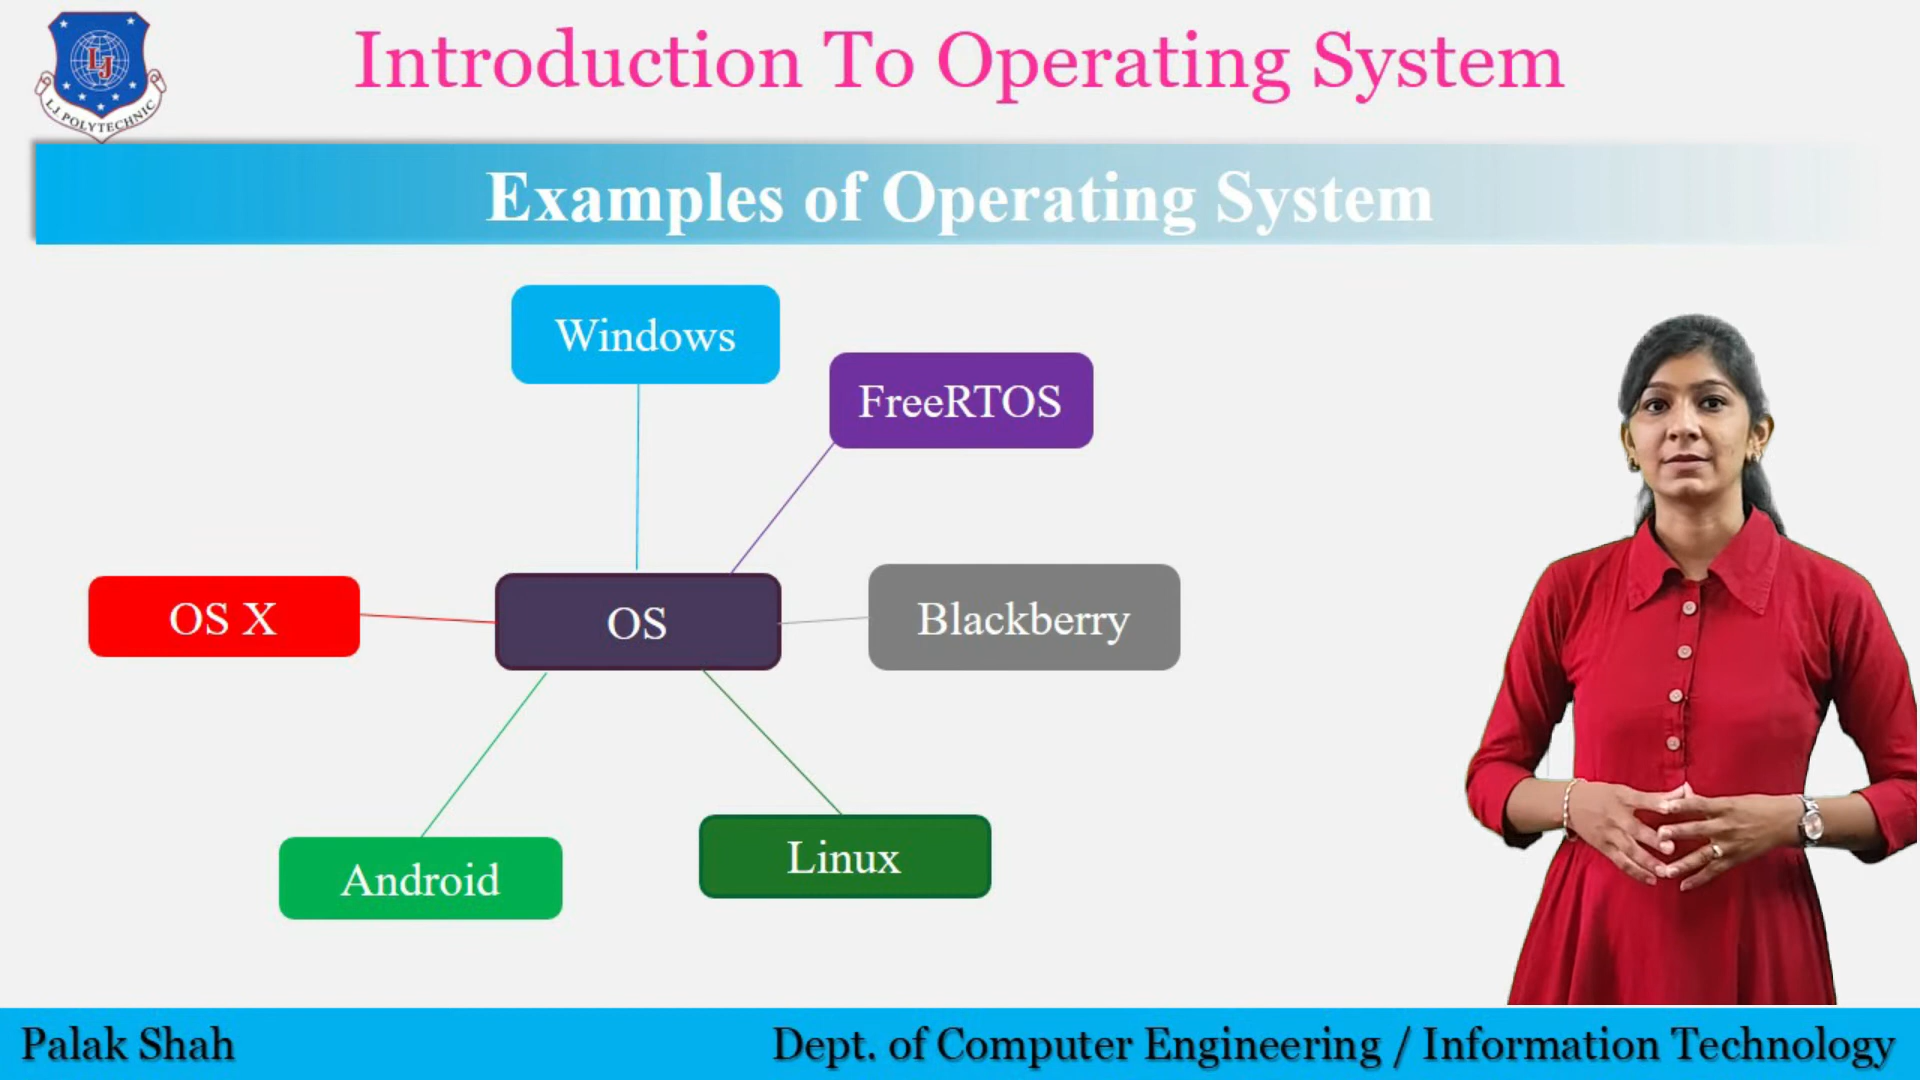 LJ
L.J. POLYTECHNIC
Introduction To Operating System
Examples of Operating System
Windows
FreeRTOS
OS X
OS
Blackberry
Android
Linux
Palak Shah
Dept. of Computer Engineering / Information Technology